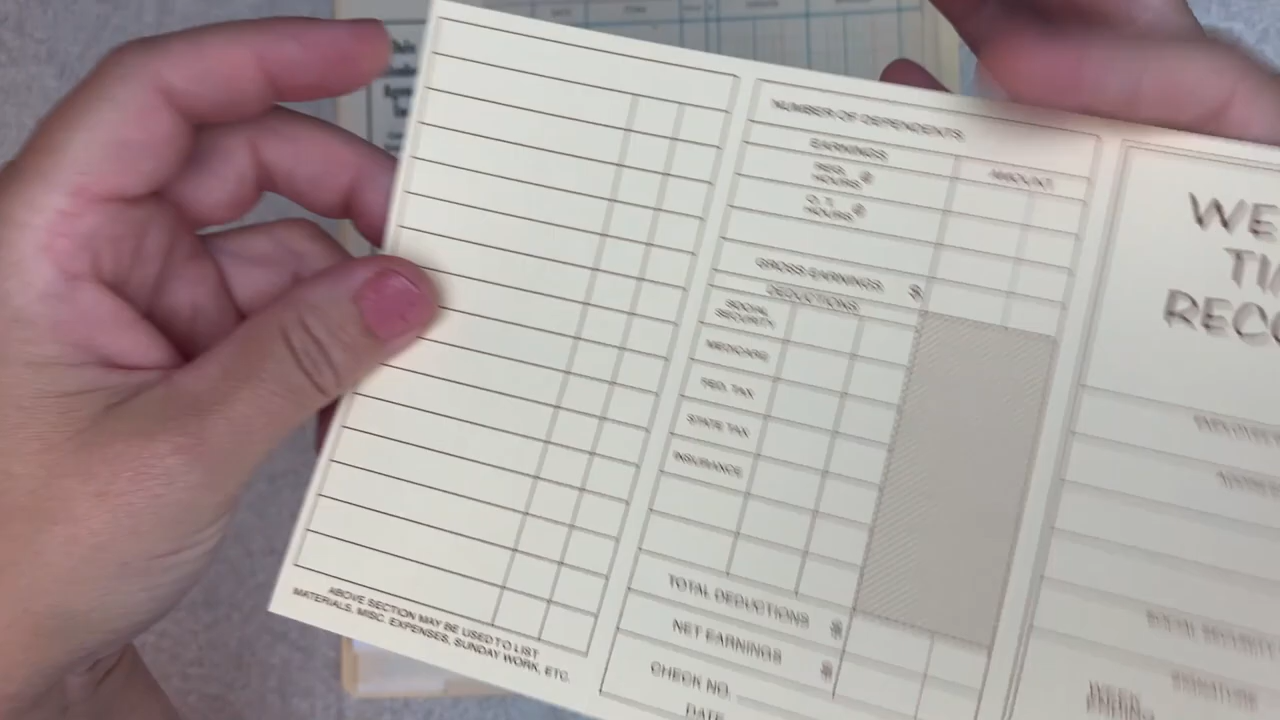 ABOVE SECTION MAY BE USED TO LIST
MATERIALS, MISC. EXPENSES, SUNDAY WORK, ETC.
NUMBER OF DEPENDENTS
EARNINGS
AMOUNT
REG. HOURS @
O.T. HOURS @
GROSS EARNINGS $
DEDUCTIONS
SOCIAL
SECURITY
MEDICARE
FED. TAX
STATE TAX
INSURANCE
TOTAL DEDUCTIONS $
NET EARNINGS $
CHECK NO.
DATE
WE
TI
RECO
WEEK
ENDING